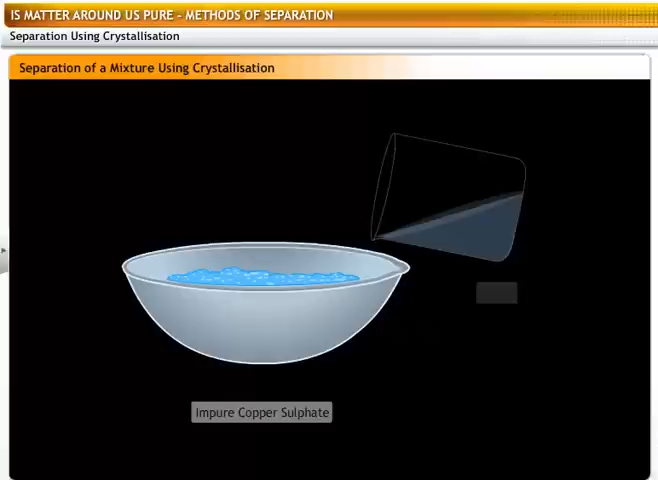 IS MATTER AROUND US PURE - METHODS OF SEPARATION
Separation Using Crystallisation
Separation of a Mixture Using Crystallisation
Impure Copper Sulphate